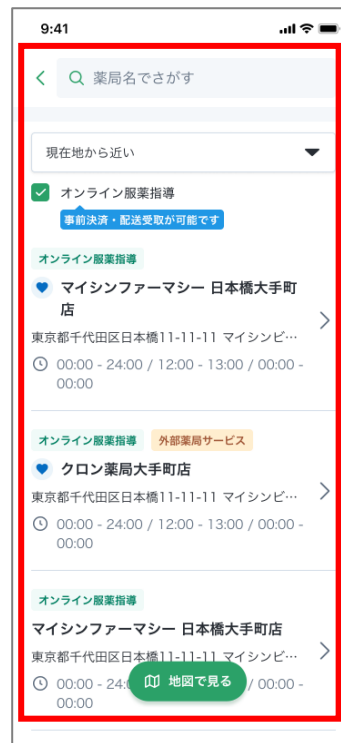 9:41
薬局名でさがす
現在地から近い
オンライン服薬指導
事前決済・配送受取が可能です
オンライン服薬指導
マイシンファーマシー 日本橋大手町
店
東京都千代田区日本橋11-11-11 マイシンビ…
00:00 - 24:00 / 12:00 - 13:00 / 00:00 -
00:00
オンライン服薬指導 外部薬局サービス
クロン薬局大手町店
東京都千代田区日本橋11-11-11 マイシンビ…
00:00 - 24:00 / 12:00 - 13:00 / 00:00 -
00:00
オンライン服薬指導
マイシンファーマシー 日本橋大手町店
東京都千代田区日本橋11-11-11 マイシンビ…
00:00 - 24: / 00:00 -
地図で見る
00:00